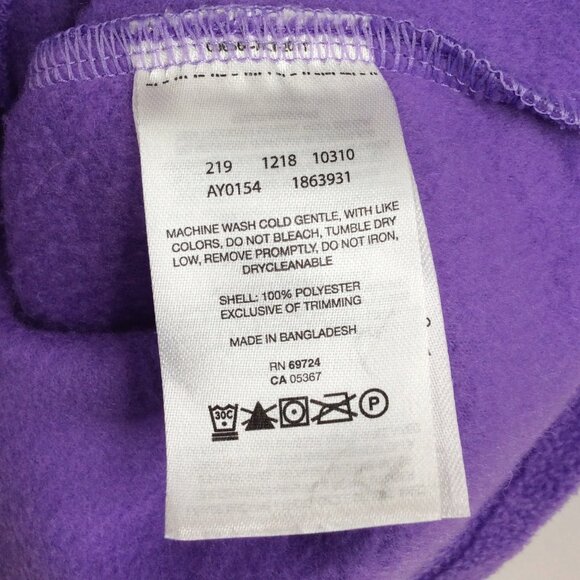 219 1218 10310
AY0154 1863931
MACHINE WASH COLD GENTLE, WITH LIKE
COLORS, DO NOT BLEACH, TUMBLE DRY
LOW, REMOVE PROMPTLY, DO NOT IRON,
DRYCLEANABLE
SHELL: 100% POLYESTER
EXCLUSIVE OF TRIMMING
MADE IN BANGLADESH
RN 69724
CA 05367
30C P